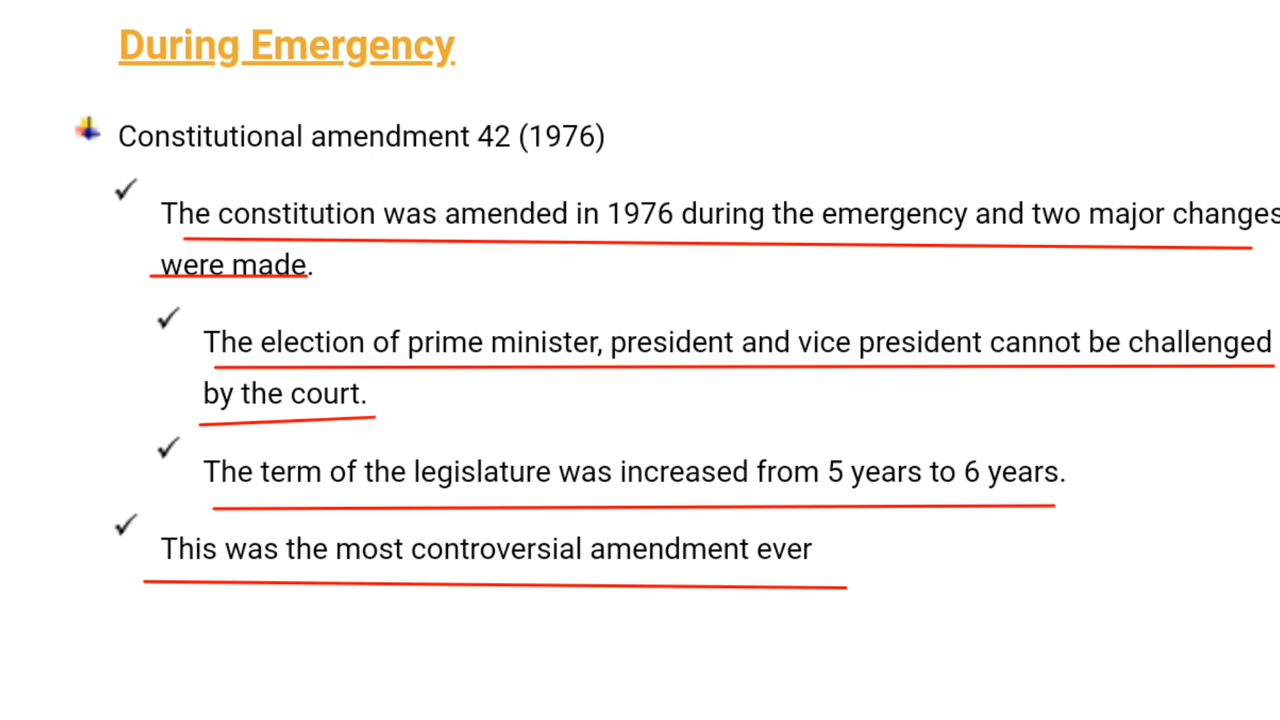 During Emergency
Constitutional amendment 42 (1976)
The constitution was amended in 1976 during the emergency and two major changes
were made.
The election of prime minister, president and vice president cannot be challenged
by the court.
The term of the legislature was increased from 5 years to 6 years.
This was the most controversial amendment ever